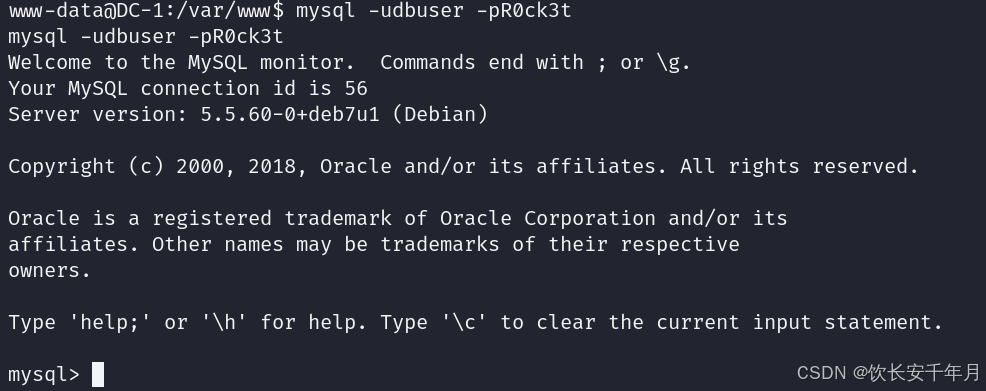 www-data@DC-1:/var/www$ mysql -udbuser -pR0ck3t
mysql -udbuser -pR0ck3t
Welcome to the MySQL monitor.  Commands end with ; or \g.
Your MySQL connection id is 56
Server version: 5.5.60-0+deb7u1 (Debian)
Copyright (c) 2000, 2018, Oracle and/or its affiliates. All rights reserved.
Oracle is a registered trademark of Oracle Corporation and/or its
affiliates. Other names may be trademarks of their respective
owners.
Type 'help;' or '\h' for help. Type '\c' to clear the current input statement.
mysql>
CSDN @饮长安千年月